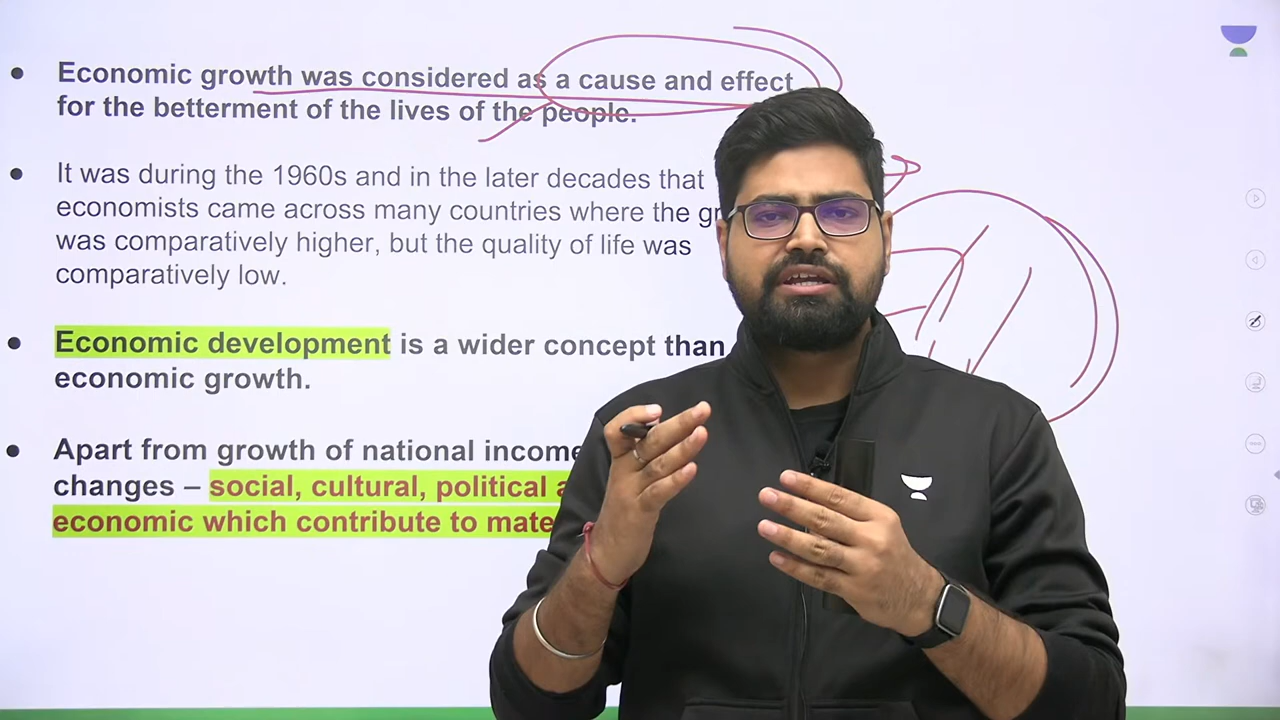 Economic growth was considered as a cause and effect
for the betterment of the lives of the people.
It was during the 1960s and in the later decades that
economists came across many countries where the
was comparatively higher, but the quality of life was
comparatively low.
Economic development is a wider concept than
economic growth.
Apart from growth of national income
changes – social, cultural, political
economic which contribute to